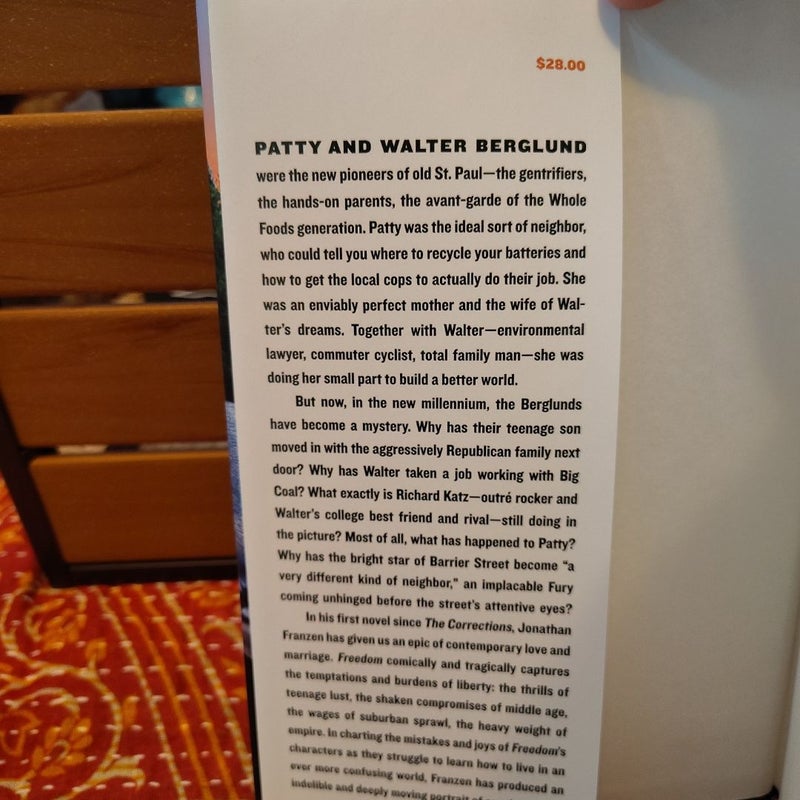 $28.00
PATTY AND WALTER BERGLUND
were the new pioneers of old St. Paul—the gentrifiers,
the hands-on parents, the avant-garde of the Whole
Foods generation. Patty was the ideal sort of neighbor,
who could tell you where to recycle your batteries and
how to get the local cops to actually do their job. She
was an enviably perfect mother and the wife of Wal-
ter's dreams. Together with Walter—environmental
lawyer, commuter cyclist, total family man—she was
doing her small part to build a better world.
But now, in the new millennium, the Berglunds
have become a mystery. Why has their teenage son
moved in with the aggressively Republican family next
door? Why has Walter taken a job working with Big
Coal? What exactly is Richard Katz—outré rocker and
Walter's college best friend and rival—still doing in
the picture? Most of all, what has happened to Patty?
Why has the bright star of Barrier Street become "a
very different kind of neighbor," an implacable Fury
coming unhinged before the street's attentive eyes?
In his first novel since The Corrections, Jonathan
Franzen has given us an epic of contemporary love and
marriage. Freedom comically and tragically captures
the temptations and burdens of liberty: the thrills of
teenage lust, the shaken compromises of middle age,
the wages of suburban sprawl, the heavy weight of
empire. In charting the mistakes and joys of Freedom's
characters as they struggle to learn how to live in an
ever more confusing world, Franzen has produced an
indelible and deeply moving portrait of